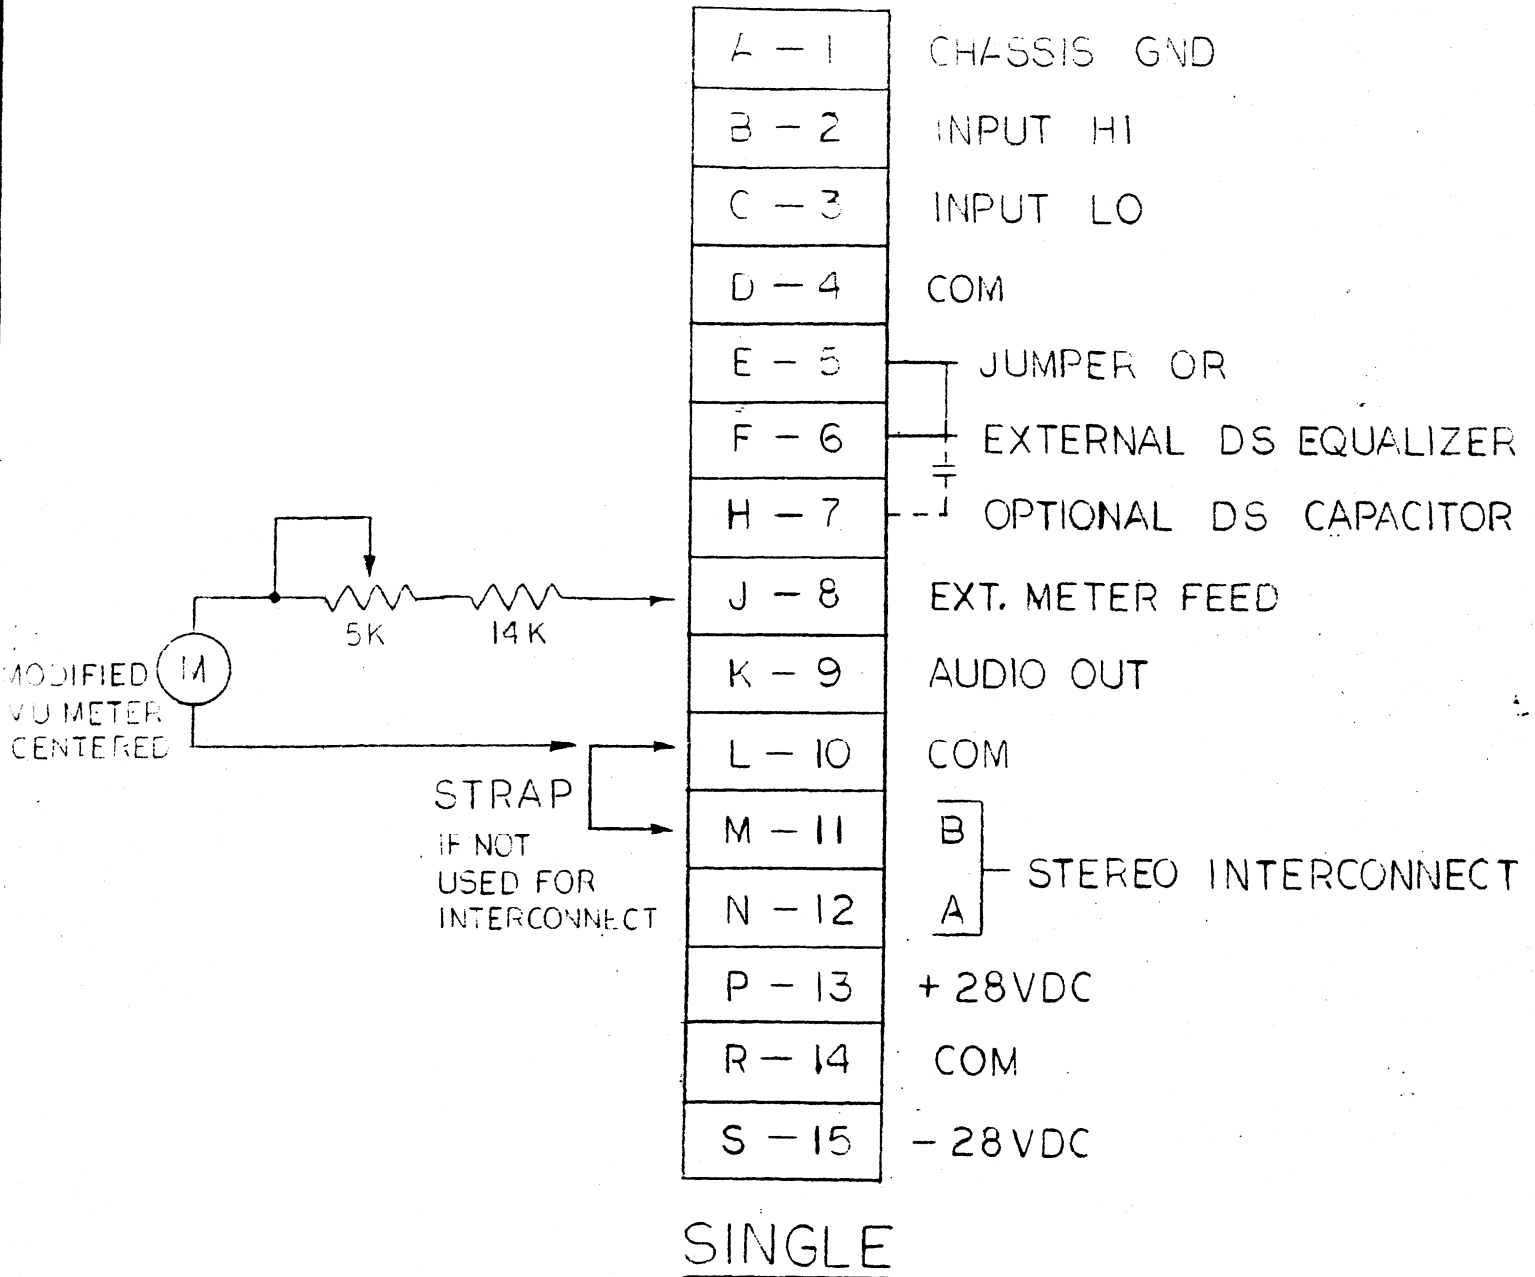 A – 1 CHASSIS GND
B – 2 INPUT HI
C – 3 INPUT LO
D – 4 COM
E – 5 JUMPER OR
F – 6 EXTERNAL DS EQUALIZER
H – 7 OPTIONAL DS CAPACITOR
J – 8 EXT. METER FEED
5K 14K
K – 9 AUDIO OUT
M
MODIFIED
VU METER
CENTERED
L – 10 COM
STRAP
IF NOT
USED FOR
INTERCONNECT
M – 11 B
STEREO INTERCONNECT
N – 12 A
P – 13 + 28VDC
R – 14 COM
S – 15 – 28VDC
SINGLE